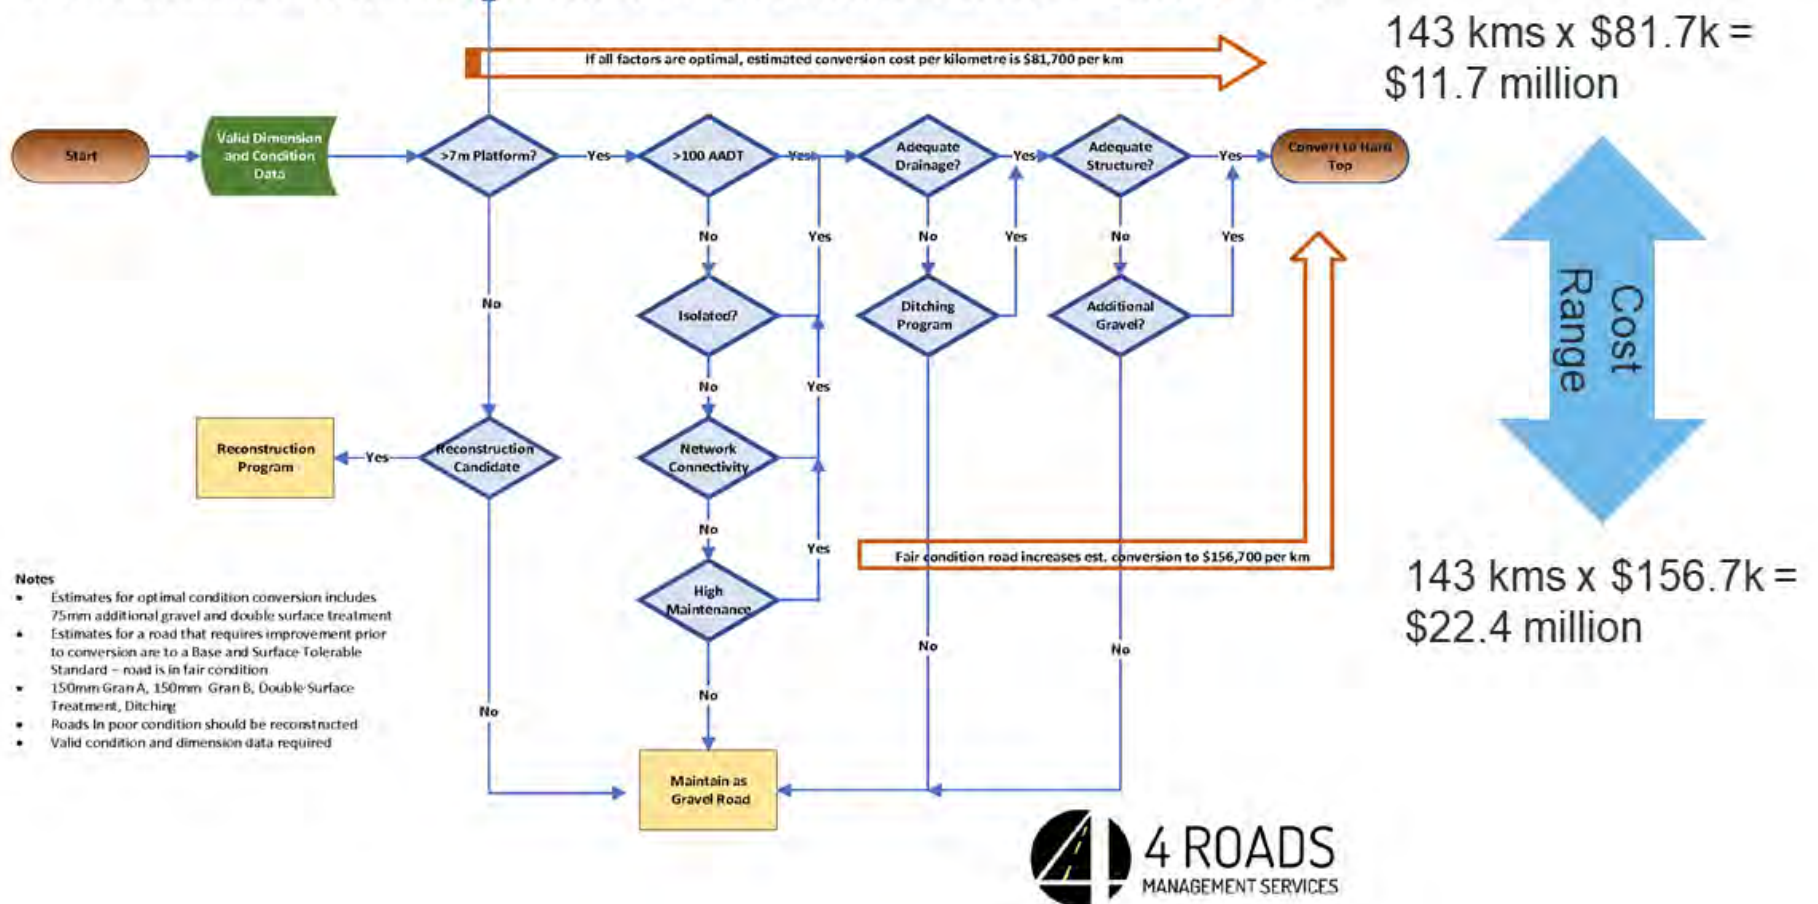 If all factors are optimal, estimated conversion cost per kilometre is $81,700 per km
143 kms x $81.7k =
$11.7 million
Start
Valid Dimension
and Condition
Data
>7m Platform?
Yes
>100 AADT
Yes
Adequate
Drainage?
Yes
Adequate
Structure?
Yes
Convert to Hard
Top
No
Yes
No
Yes
No
Yes
No
Isolated?
Ditching
Program
Additional
Gravel?
Cost
Range
No
Yes
Reconstruction
Program
Yes
Reconstruction
Candidate
Network
Connectivity
No
Yes
Fair condition road increases est. conversion to $156,700 per km
143 kms x $156.7k =
$22.4 million
High
Maintenance
No
No
No
No
Notes
• Estimates for optimal condition conversion includes
75mm additional gravel and double surface treatment
• Estimates for a road that requires improvement prior
to conversion are to a Base and Surface Tolerable
Standard – road is in fair condition
• 150mm Gran A, 150mm Gran B, Double Surface
Treatment, Ditching
• Roads In poor condition should be reconstructed
• Valid condition and dimension data required
Maintain as
Gravel Road
4 ROADS
MANAGEMENT SERVICES